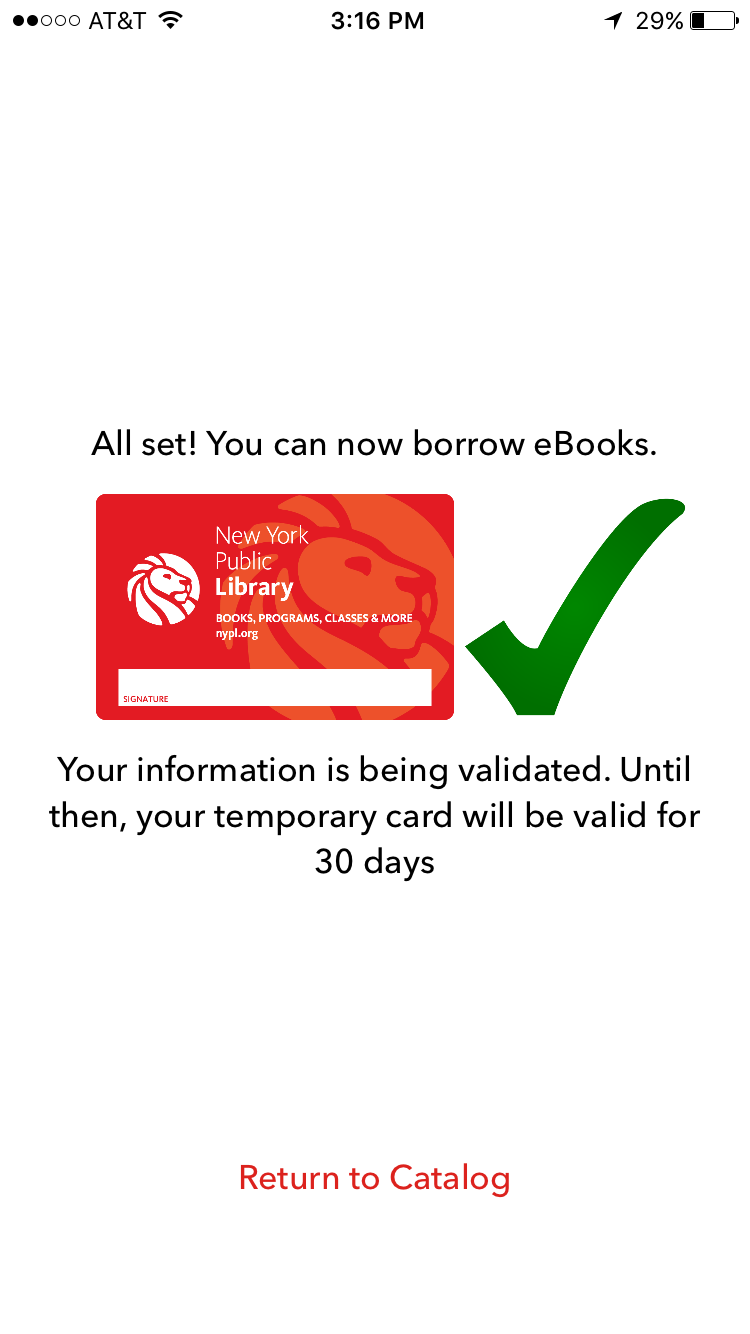 AT&T 3:16 PM 29%
All set! You can now borrow eBooks.
New York
Public
Library
BOOKS, PROGRAMS, CLASSES & MORE
nypl.org
SIGNATURE
Your information is being validated. Until
then, your temporary card will be valid for
30 days
Return to Catalog